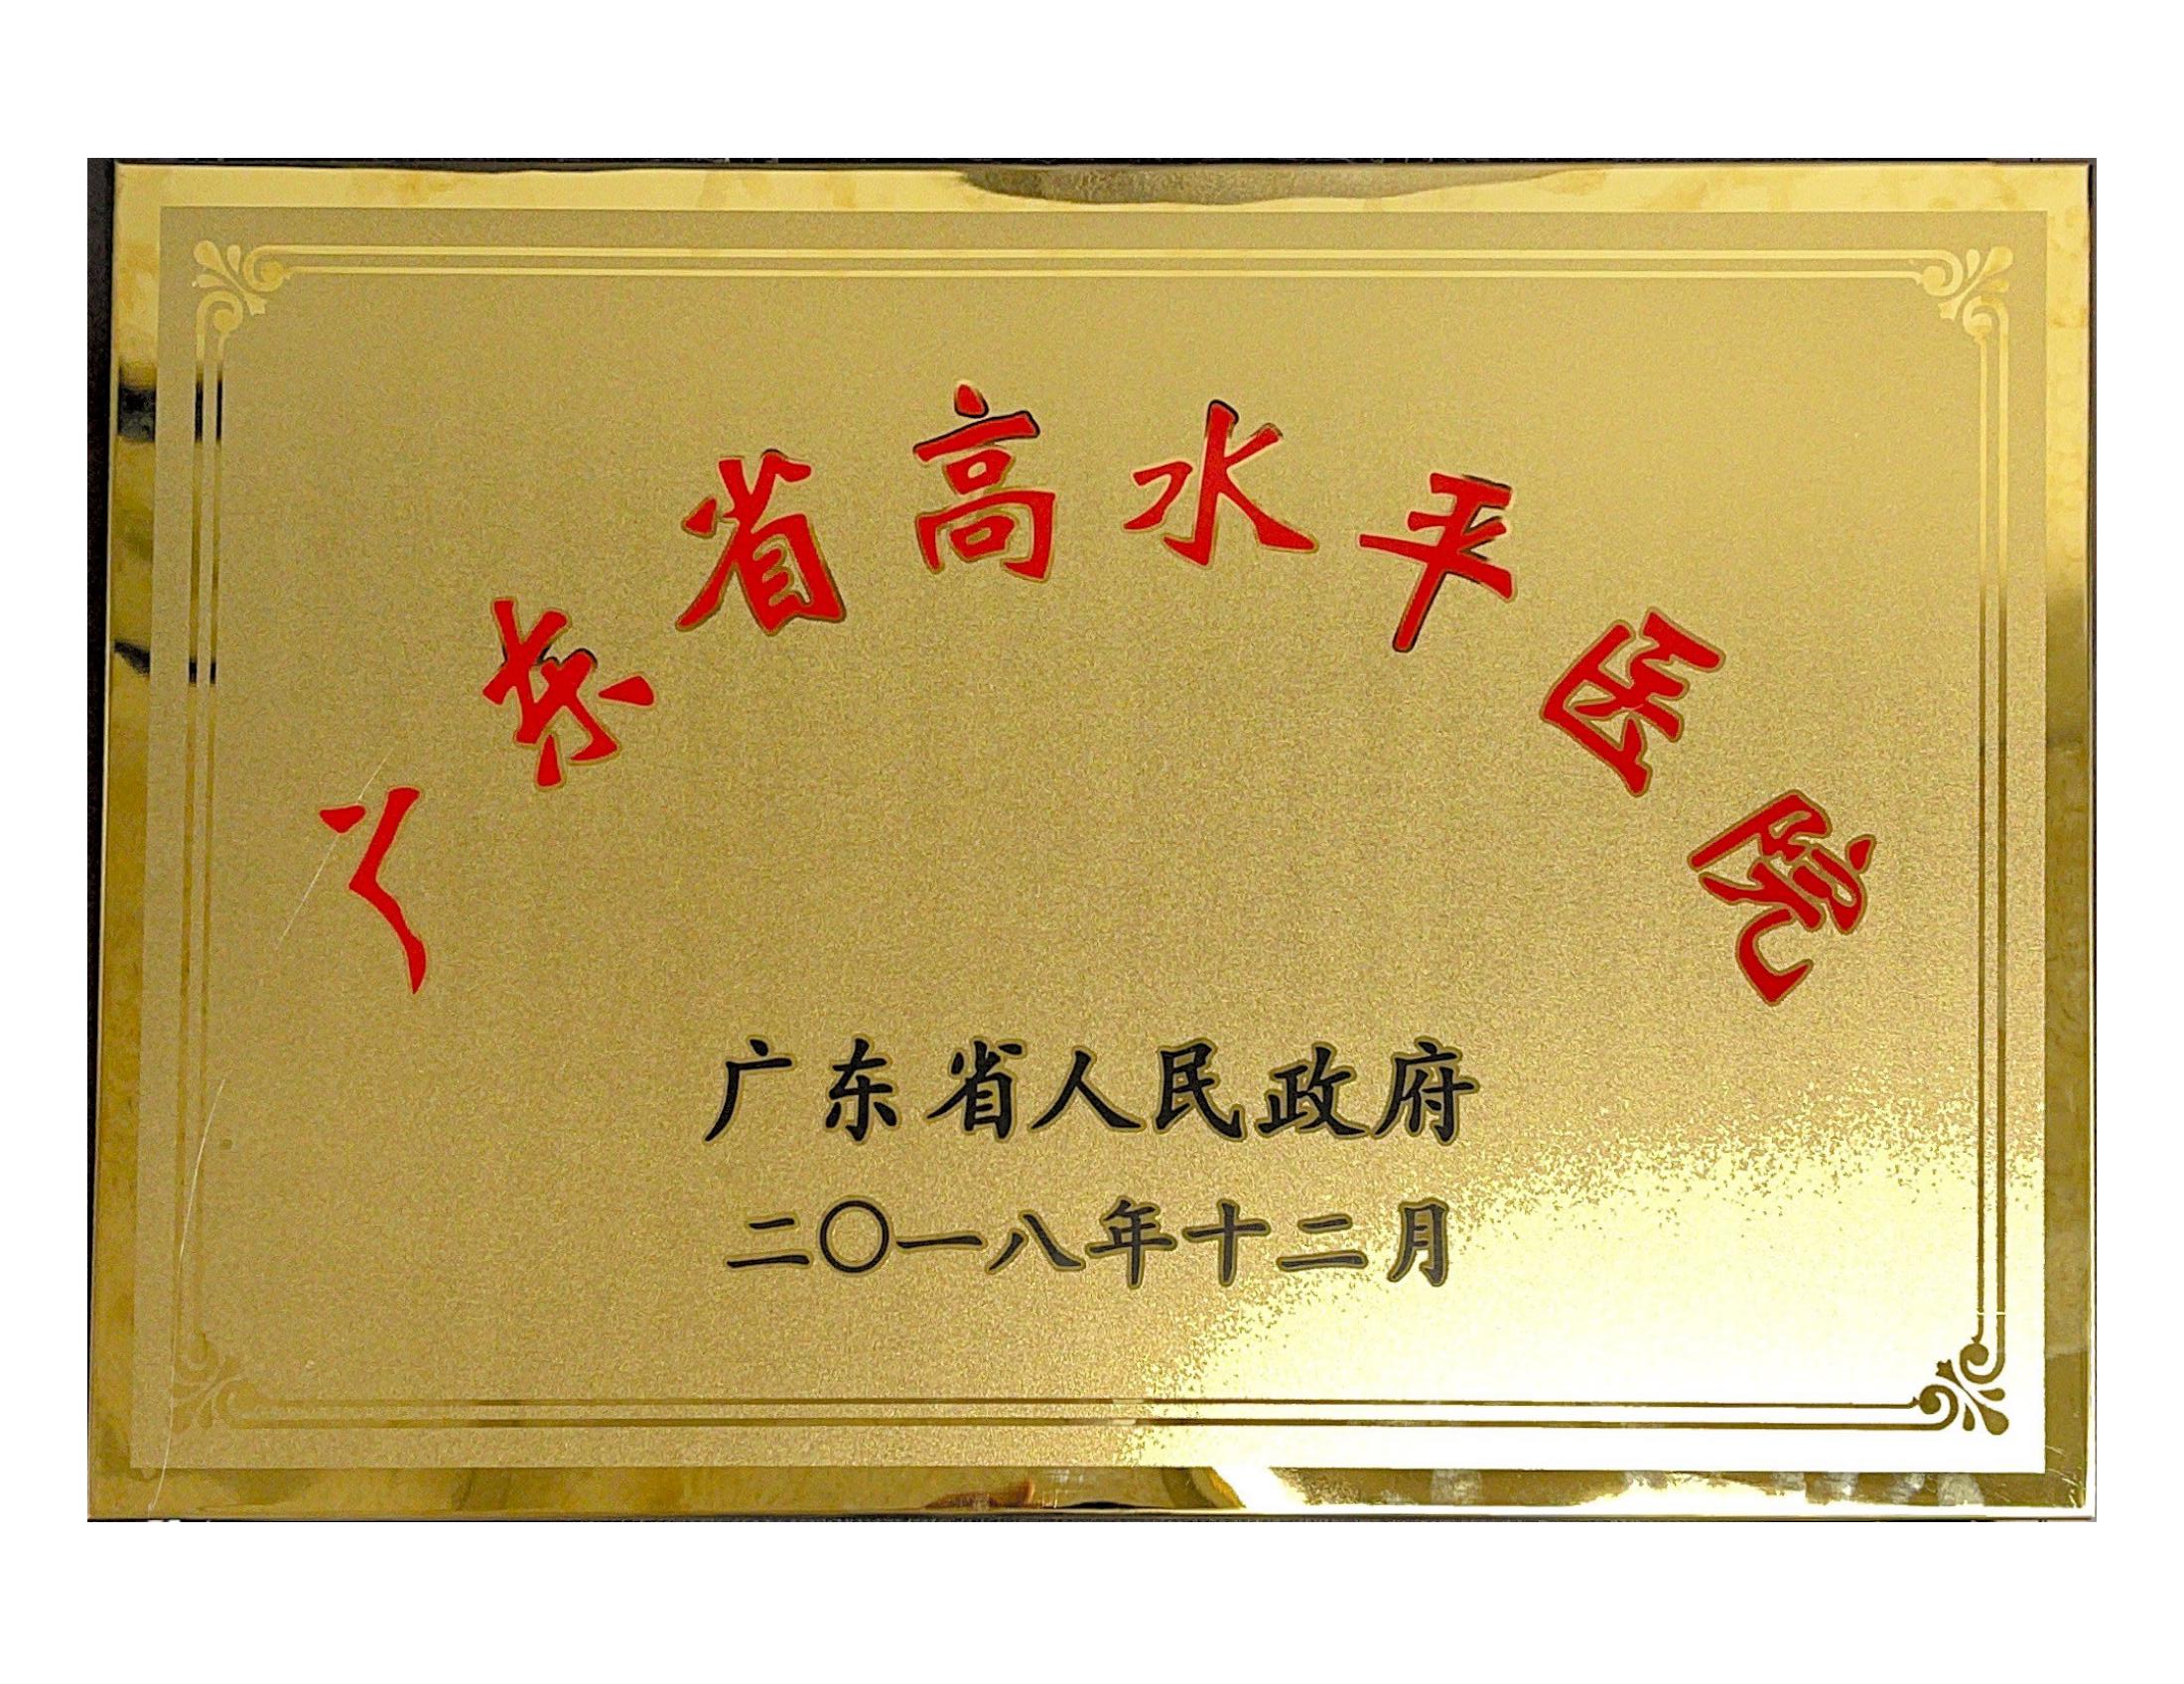 广东省高水平医院
广东省人民政府
二〇一八年十二月